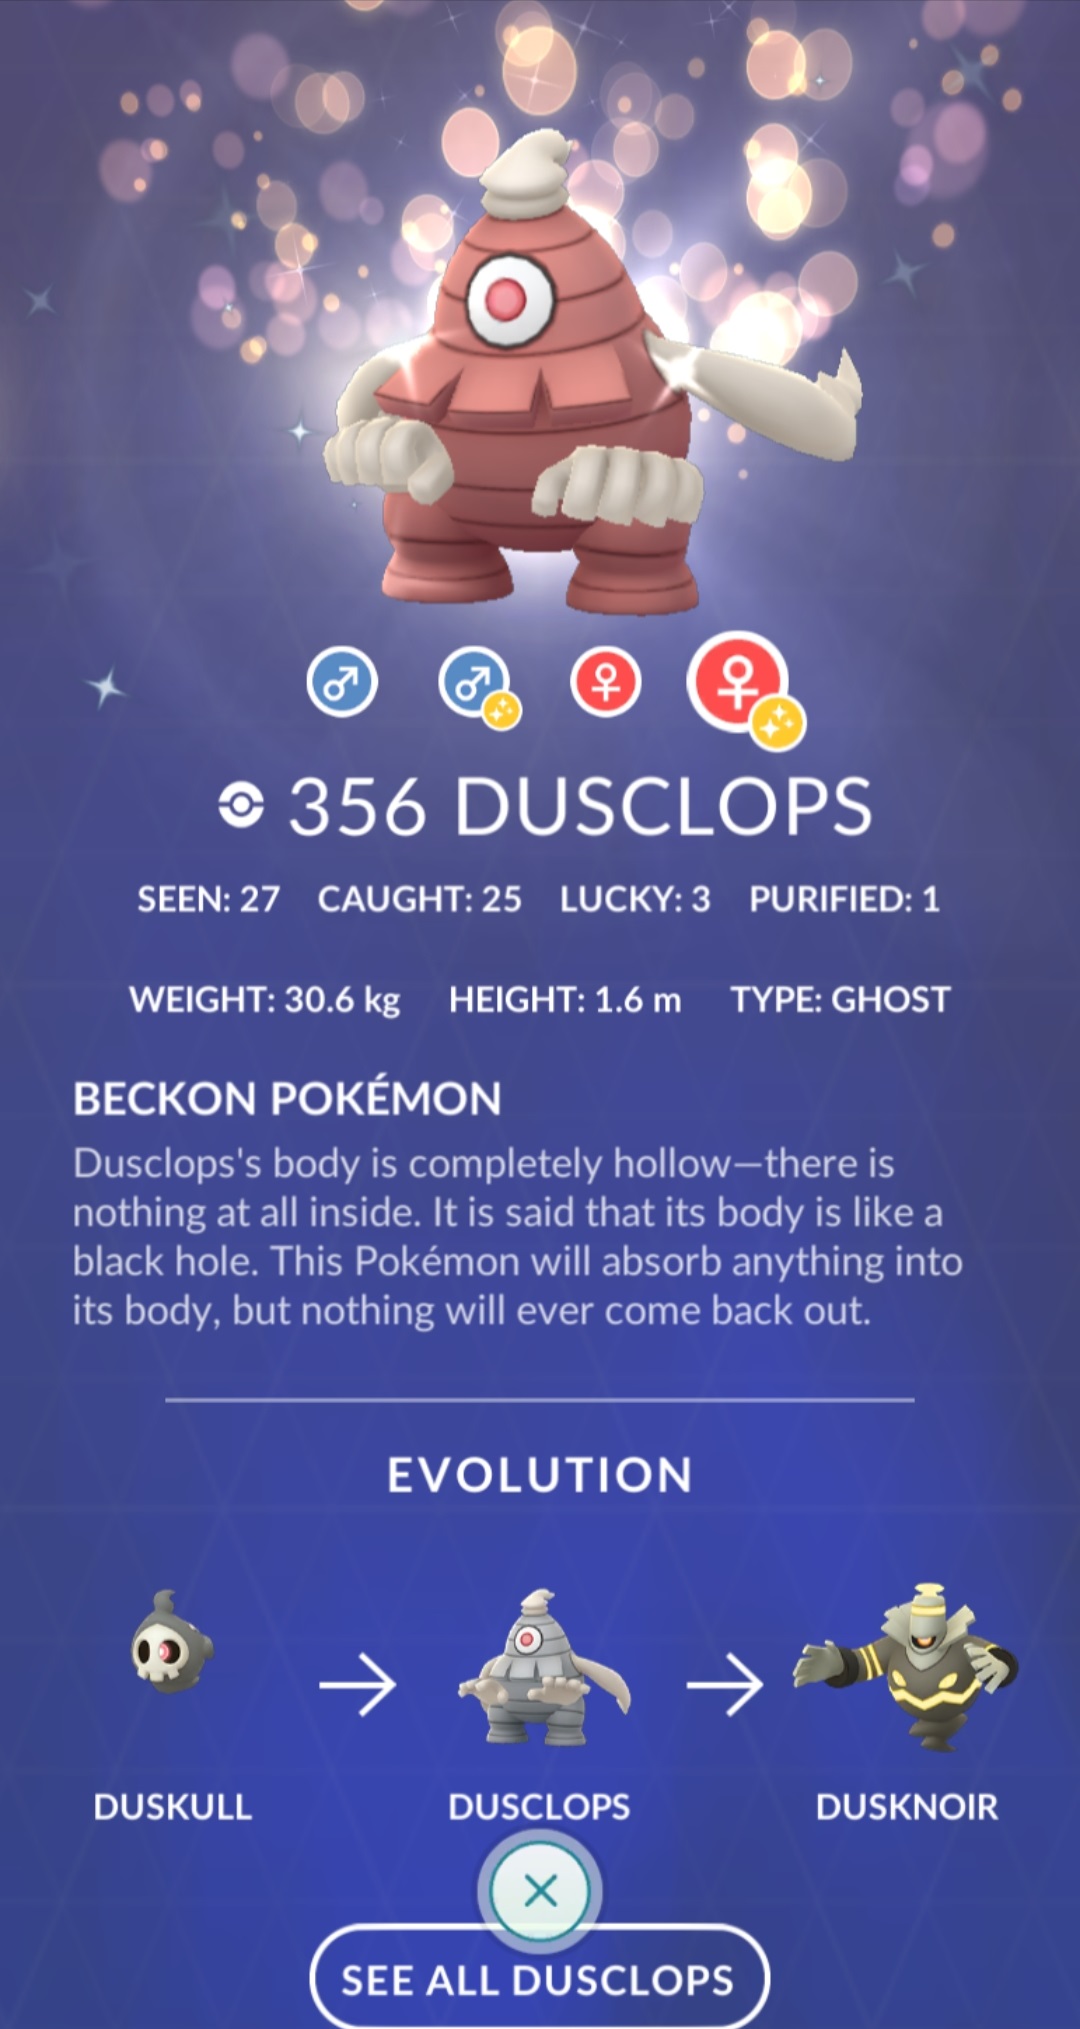 356 DUSCLOPS
SEEN: 27 CAUGHT: 25 LUCKY: 3 PURIFIED: 1
WEIGHT: 30.6 kg HEIGHT: 1.6 m TYPE: GHOST
BECKON POKÉMON
Dusclops's body is completely hollow—there is
nothing at all inside. It is said that its body is like a
black hole. This Pokémon will absorb anything into
its body, but nothing will ever come back out.
EVOLUTION
DUSKULL DUSCLOPS DUSKNOIR
SEE ALL DUSCLOPS